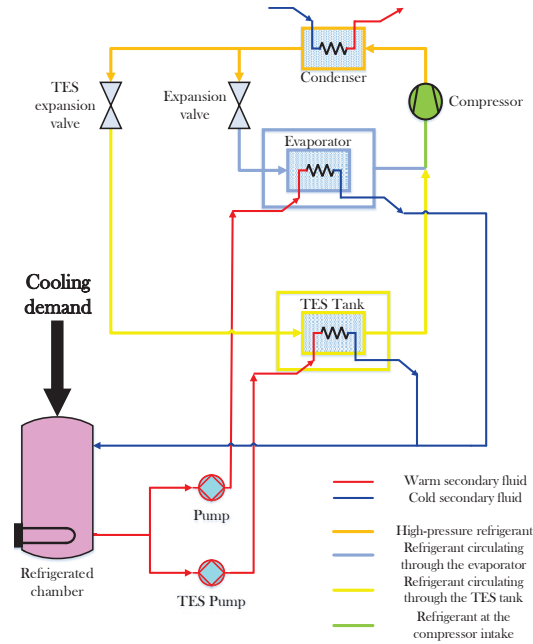 Condenser
TES
expansion
valve
Expansion
valve
Compressor
Evaporator
Cooling
demand
TES Tank
Pump
TES Pump
Refrigerated
chamber
Warm secondary fluid
Cold secondary fluid
High-pressure refrigerant
Refrigerant circulating
through the evaporator
Refrigerant circulating
through the TES tank
Refrigerant at the
compressor intake